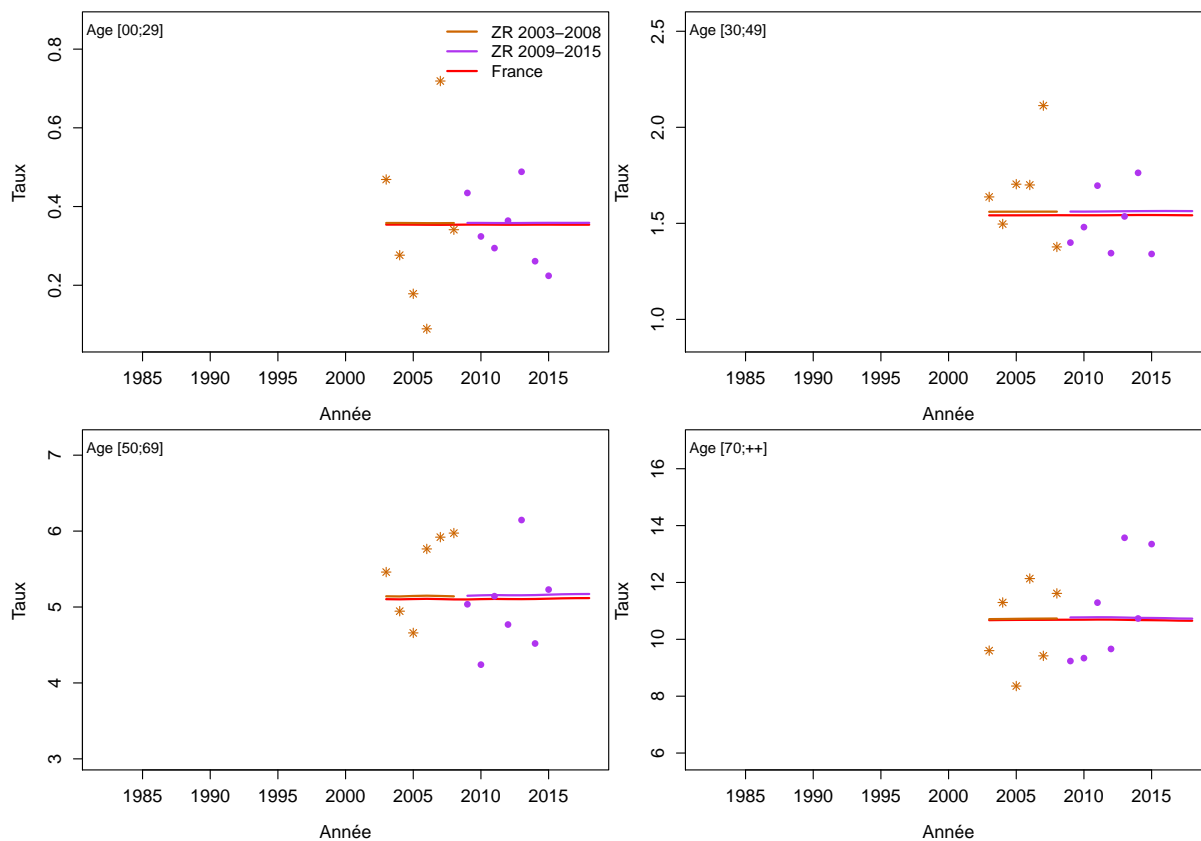 Age [00;29]
ZR 2003–2008
ZR 2009–2015
France
Taux
0.2 0.4 0.6 0.8
1985 1990 1995 2000 2005 2010 2015
Année
Age [30;49]
Taux
1.0 1.5 2.0 2.5
1985 1990 1995 2000 2005 2010 2015
Année
Age [50;69]
Taux
3 4 5 6 7
1985 1990 1995 2000 2005 2010 2015
Année
Age [70;++]
Taux
6 8 10 12 14 16
1985 1990 1995 2000 2005 2010 2015
Année